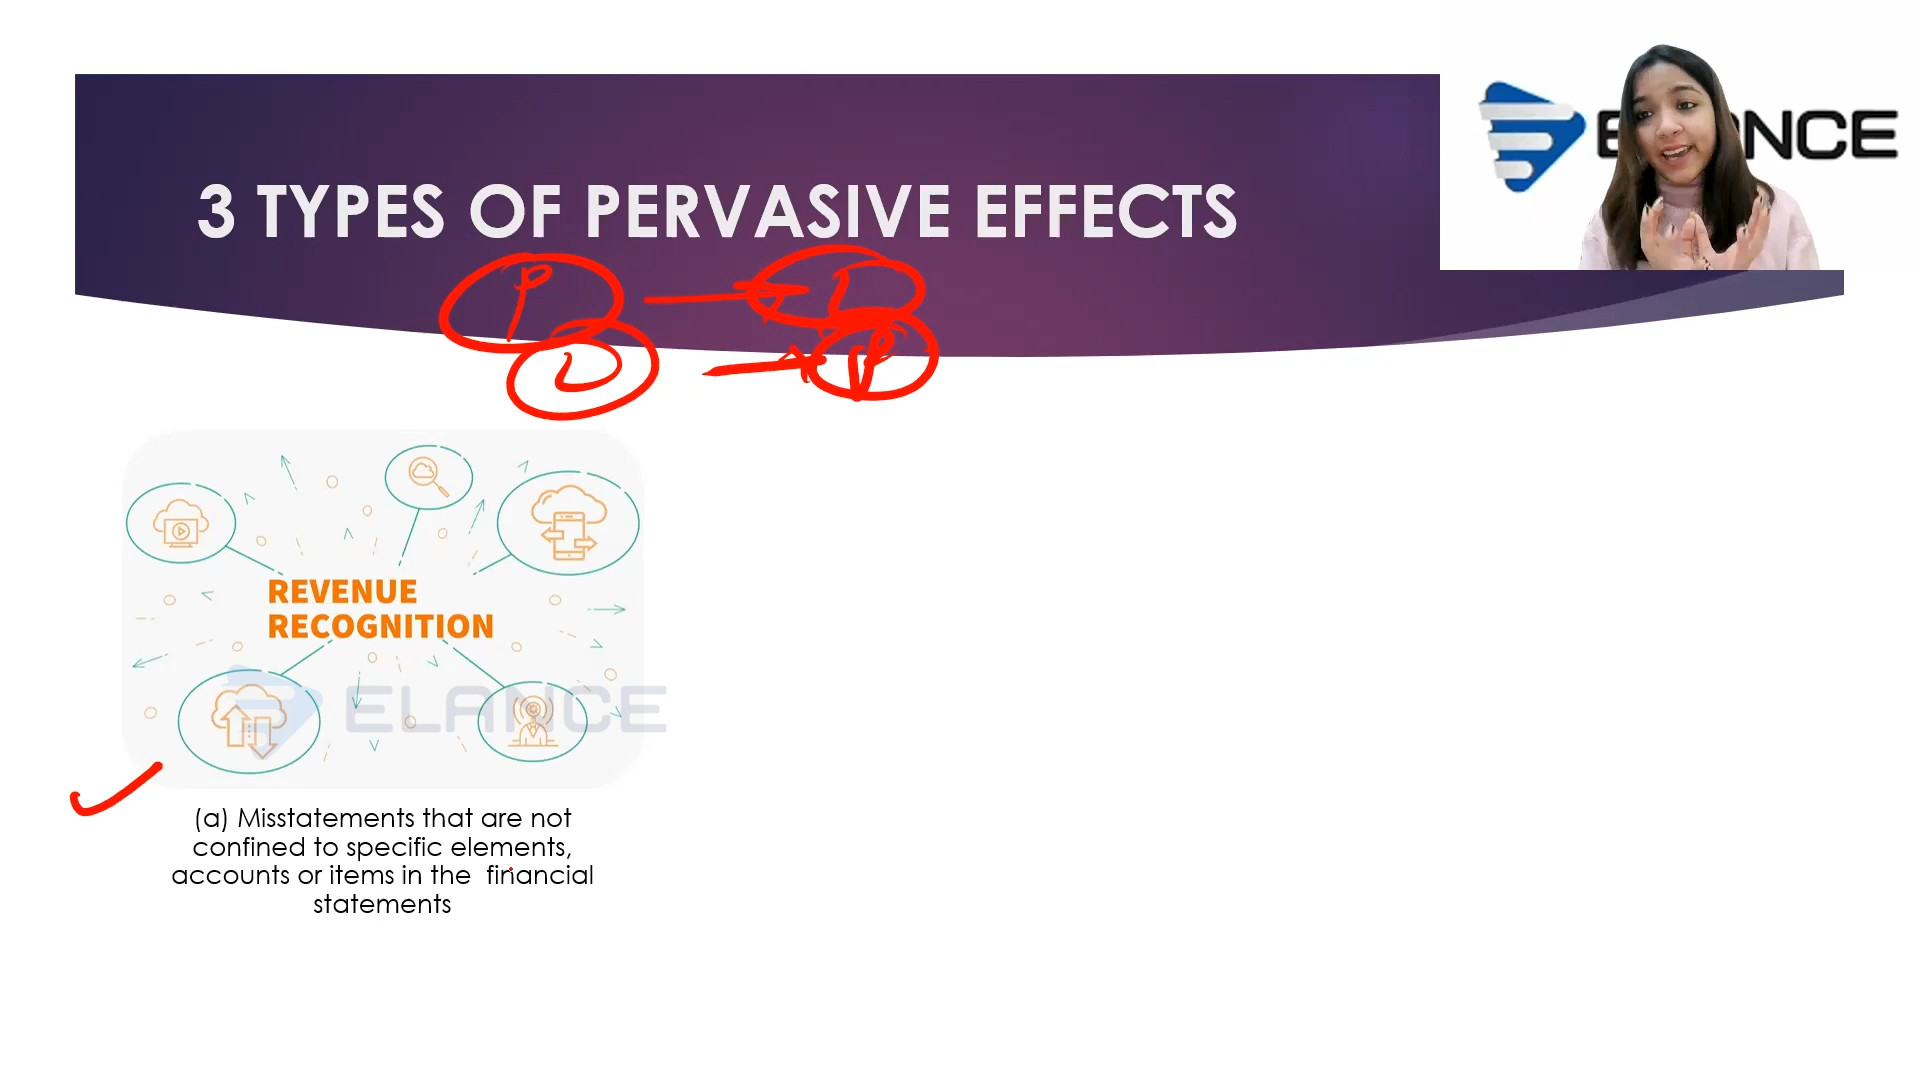 ELANCE
3 TYPES OF PERVASIVE EFFECTS
P
D
P
REVENUE
RECOGNITION
ELANCE
(a) Misstatements that are not
confined to specific elements,
accounts or items in the financial
statements